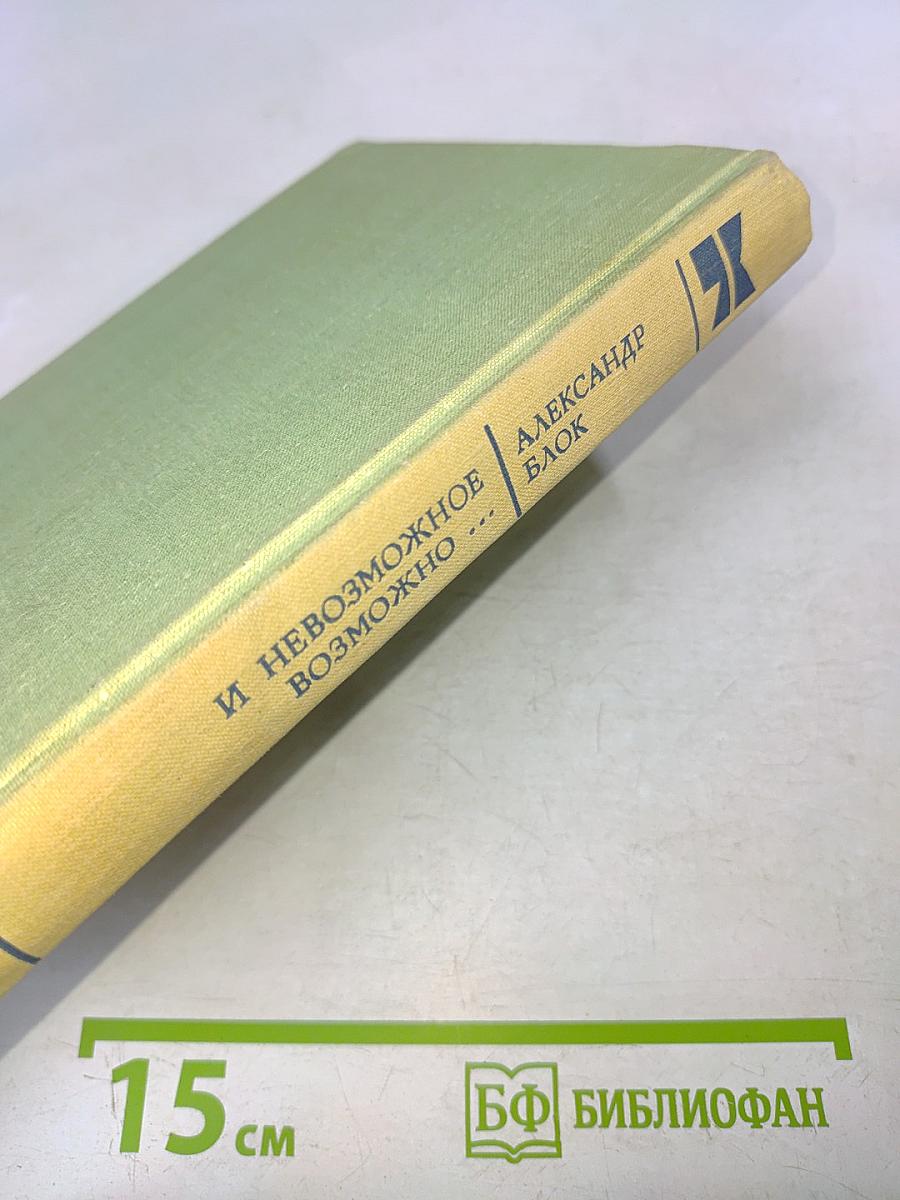 И НЕВОЗМОЖНОЕ
ВОЗМОЖНО...
АЛЕКСАНДР
БЛОК
15 см
БФ БИБЛИОФАН